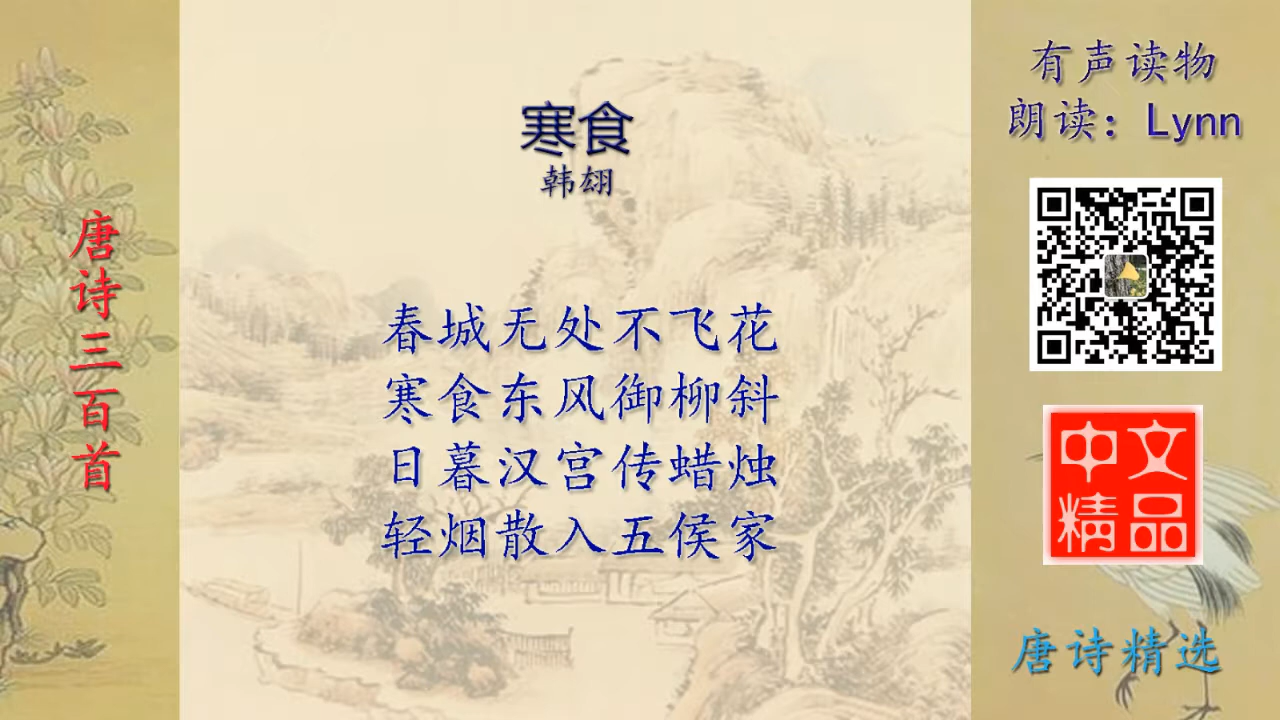 寒食
韩翃
春城无处不飞花
寒食东风御柳斜
日暮汉宫传蜡烛
轻烟散入五侯家
唐诗三百首
有声读物
朗读：Lynn
中文
精品
唐诗精选